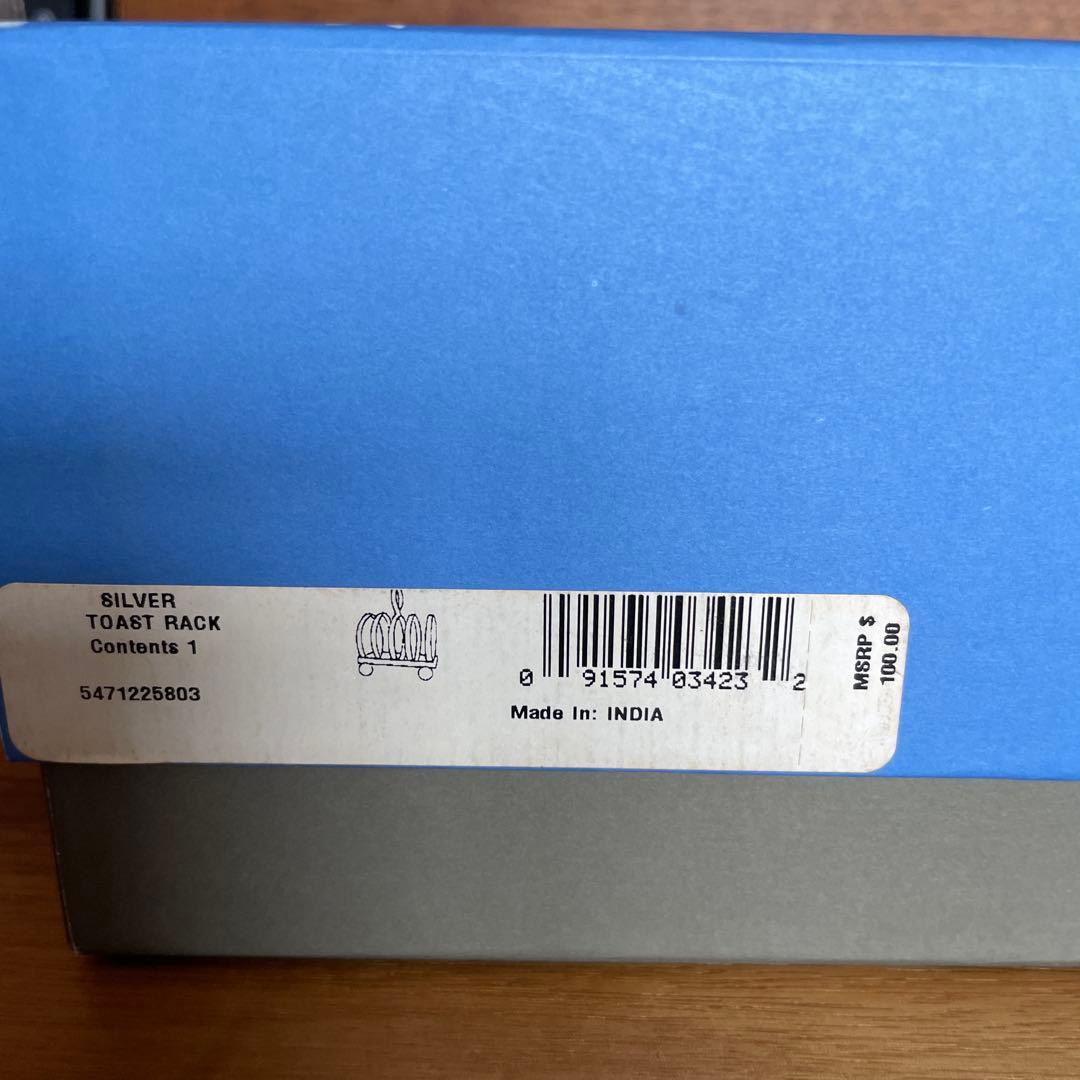 SILVER
TOAST RACK
Contents 1
5471225803
0 91574 03423 2
Made In: INDIA
MSRP $
100.00